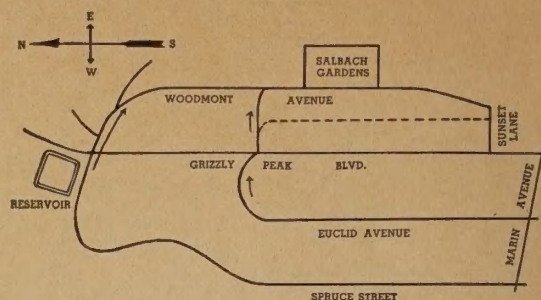 E
N S
W
SALBACH
GARDENS
WOODMONT AVENUE
SUNSET
LANE
GRIZZLY PEAK BLVD.
RESERVOIR
EUCLID AVENUE
MARIN AVENUE
SPRUCE STREET